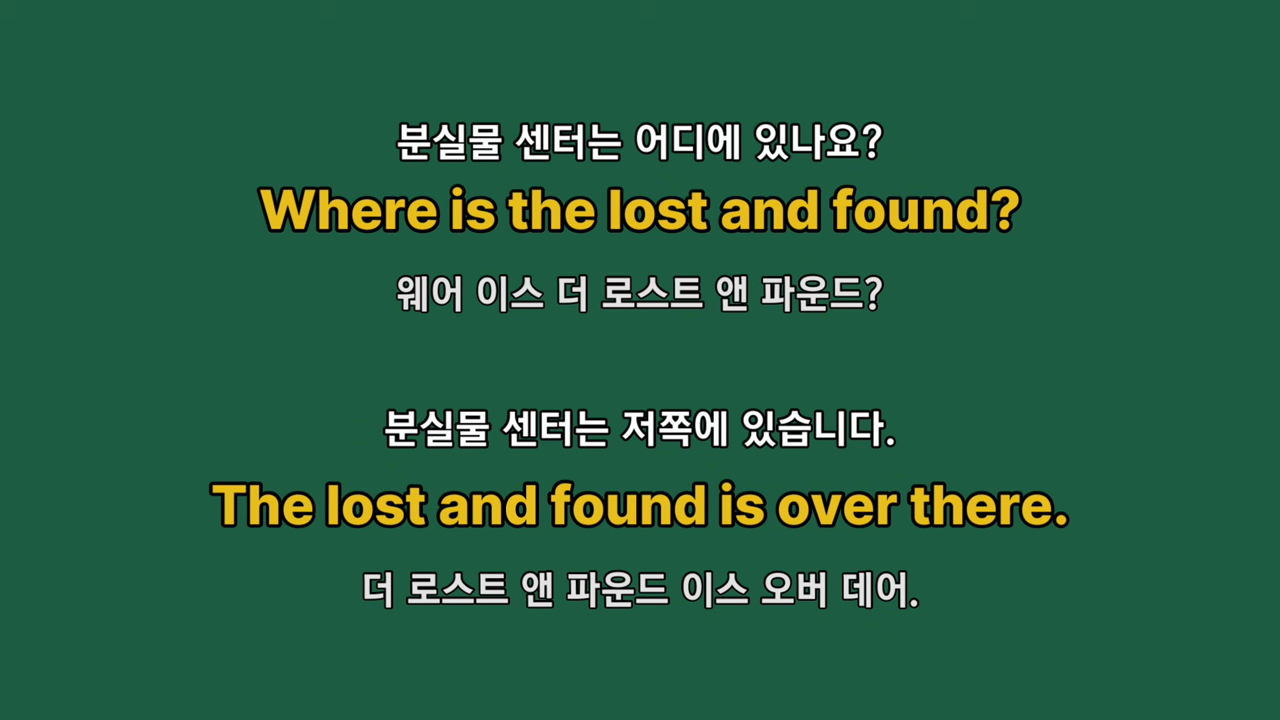 분실물 센터는 어디에 있나요?
Where is the lost and found?
웨어 이스 더 로스트 앤 파운드?
분실물 센터는 저쪽에 있습니다.
The lost and found is over there.
더 로스트 앤 파운드 이스 오버 데어.